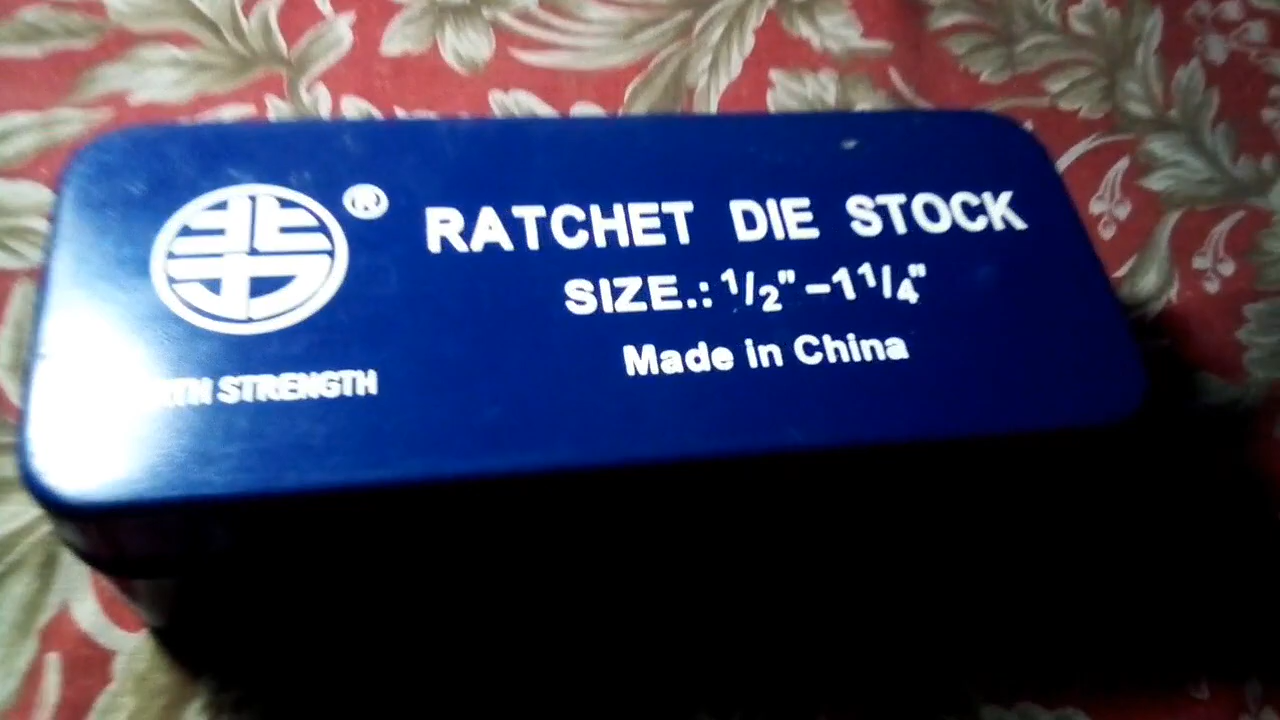 ®
RATCHET DIE STOCK
SIZE.: 1/2" -1 1/4"
Made in China
STRENGTH